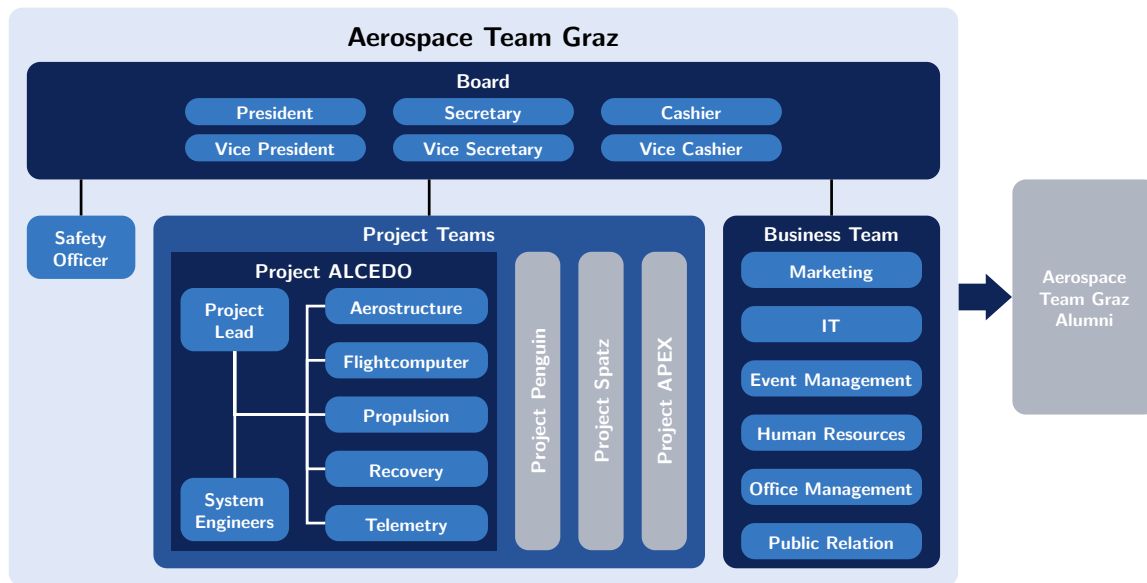 Aerospace Team Graz
Board
President
Secretary
Cashier
Vice President
Vice Secretary
Vice Cashier
Safety
Officer
Project Teams
Project ALCEDO
Project
Lead
System
Engineers
Aerostructure
Flightcomputer
Propulsion
Recovery
Telemetry
Project Penguin
Project Spatz
Project APEX
Business Team
Marketing
IT
Event Management
Human Resources
Office Management
Public Relation
Aerospace
Team Graz
Alumni